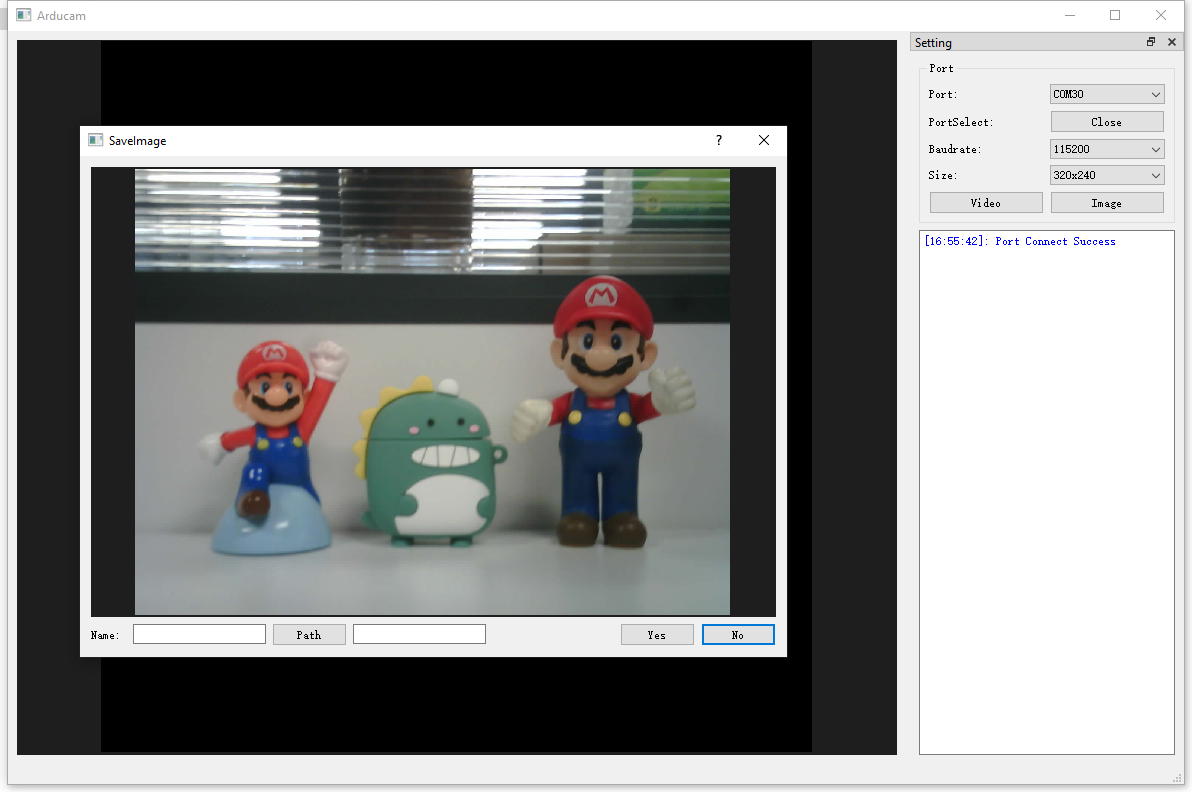 Arducam
Setting
Port
Port: COM30
PortSelect: Close
Baudrate: 115200
Size: 320x240
Video Image
[16:55:42]: Port Connect Success
SaveImage ?
M
M
Name: Path Yes No